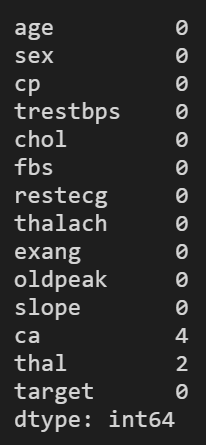 age 0
sex 0
cp 0
trestbps 0
chol 0
fbs 0
restecg 0
thalach 0
exang 0
oldpeak 0
slope 0
ca 4
thal 2
target 0
dtype: int64